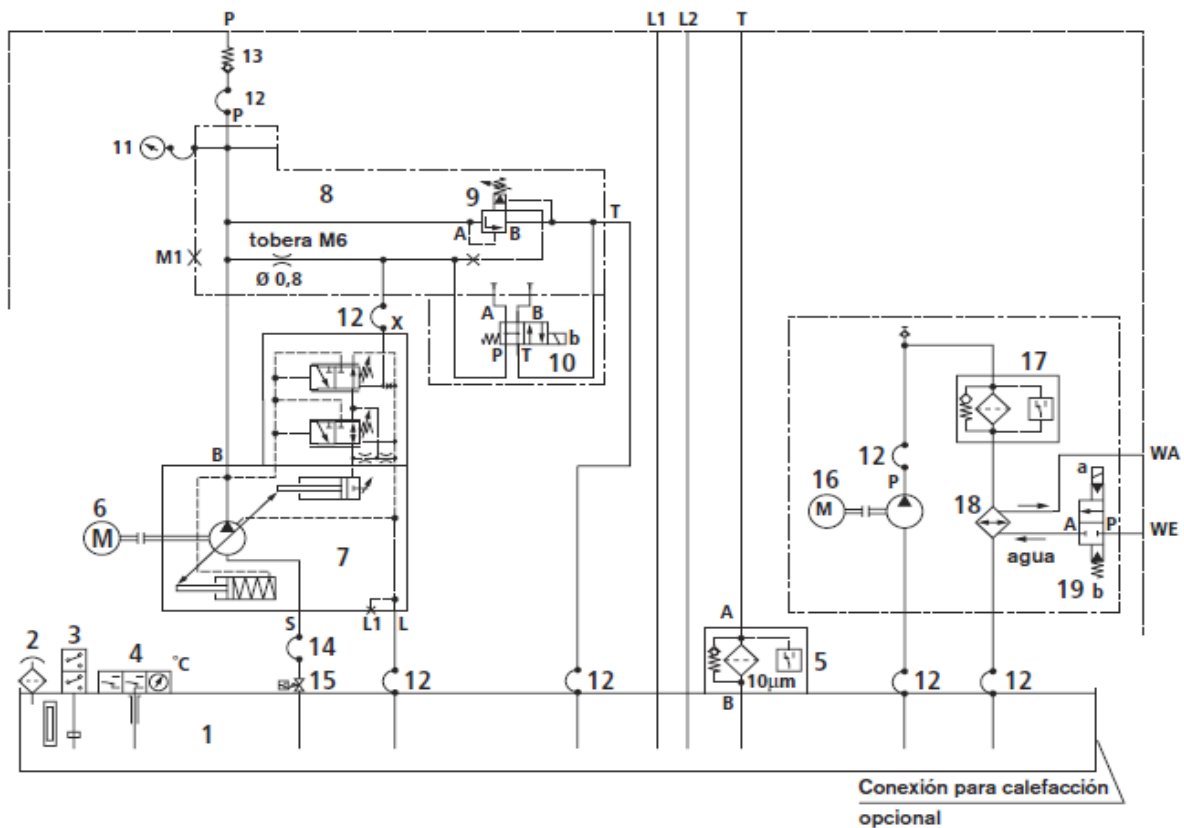 P L1 L2 T
13
12
P
11
8
9
T
A B
tobera M6
M1
Ø 0,8
12 X
A B
b
P T
10
17
B
12
16 P
M
WA
a
6
M
7
18
A P
WE
agua
19 b
A
S L1 L
2 3 4 °C
14
15
12
12
5
10µm
B
12
12
1
Conexión para calefacción
opcional